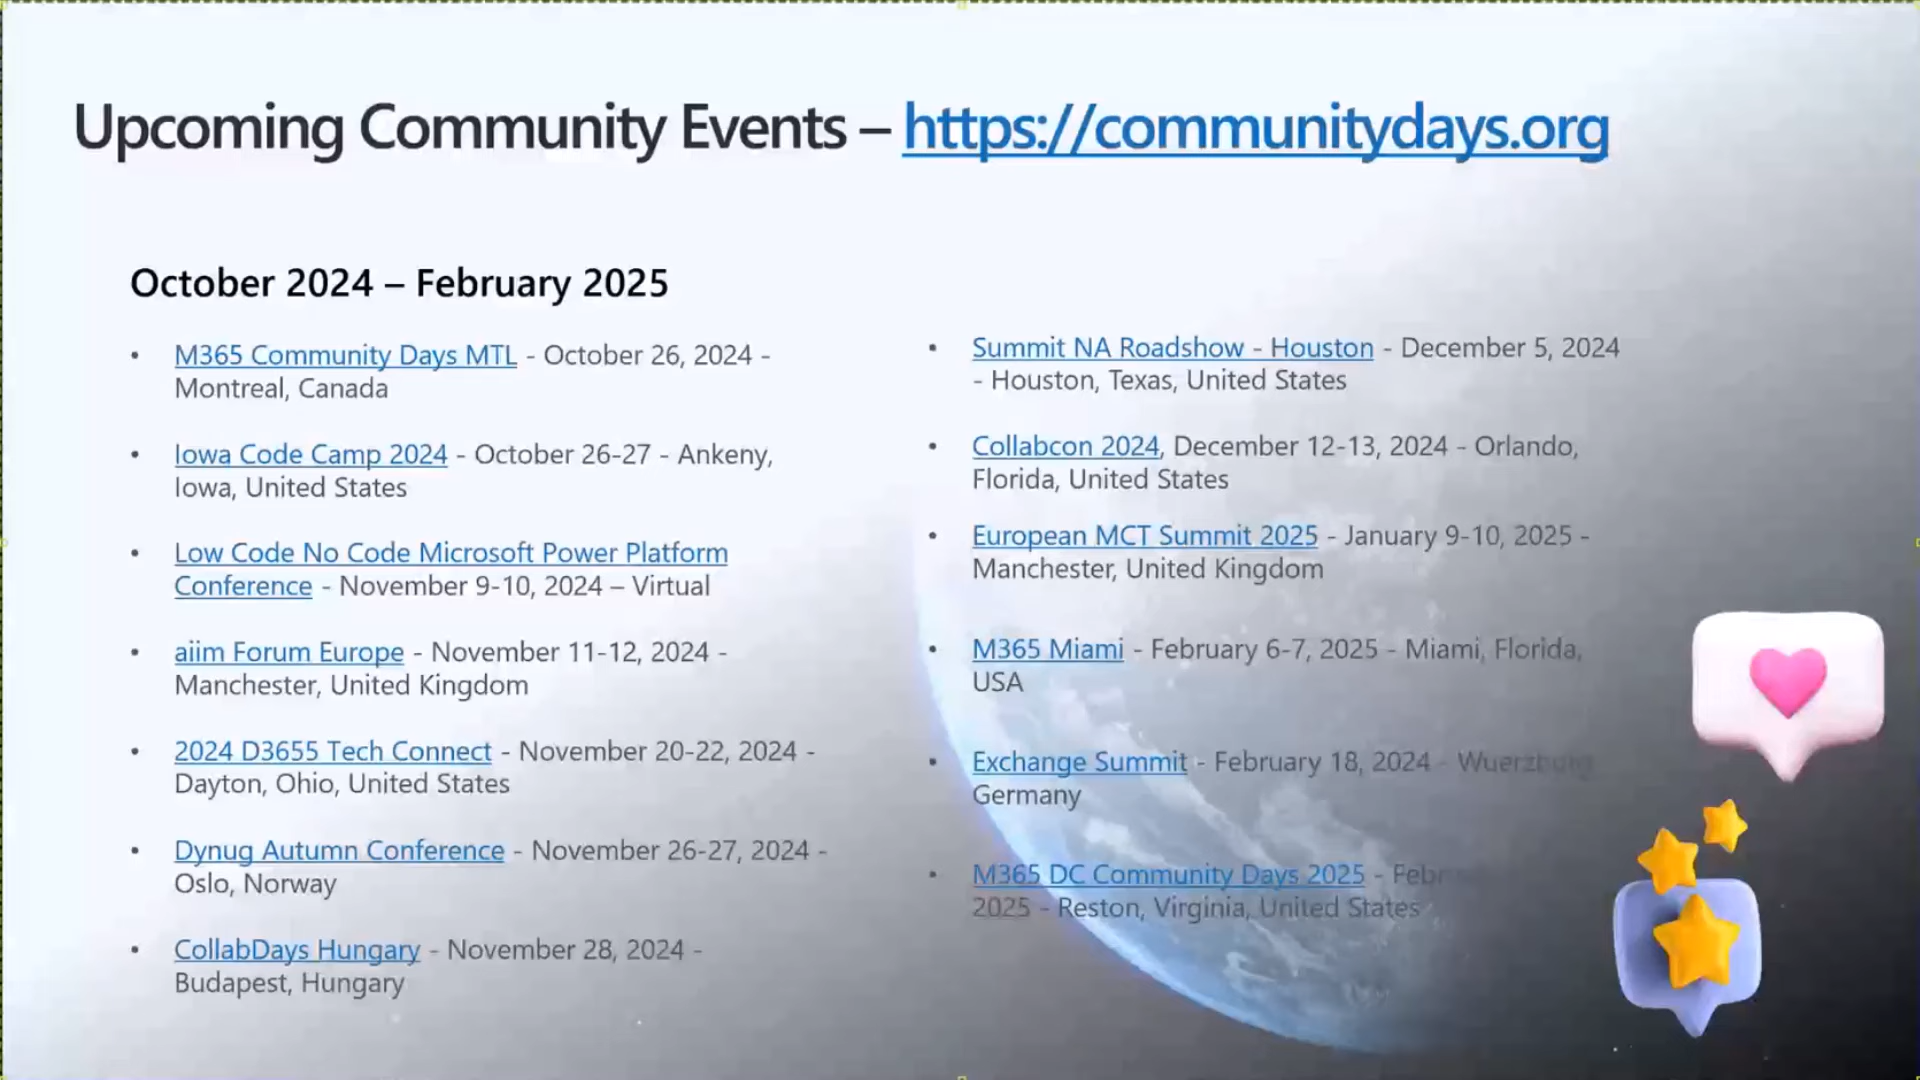 Upcoming Community Events – https://communitydays.org
October 2024 – February 2025
• M365 Community Days MTL - October 26, 2024 -
Montreal, Canada
• Iowa Code Camp 2024 - October 26-27 - Ankeny,
Iowa, United States
• Low Code No Code Microsoft Power Platform
Conference - November 9-10, 2024 – Virtual
• aiim Forum Europe - November 11-12, 2024 -
Manchester, United Kingdom
• 2024 D3655 Tech Connect - November 20-22, 2024 -
Dayton, Ohio, United States
• Dynug Autumn Conference - November 26-27, 2024 -
Oslo, Norway
• CollabDays Hungary - November 28, 2024 -
Budapest, Hungary
• Summit NA Roadshow - Houston - December 5, 2024
- Houston, Texas, United States
• Collabcon 2024, December 12-13, 2024 - Orlando,
Florida, United States
• European MCT Summit 2025 - January 9-10, 2025 -
Manchester, United Kingdom
• M365 Miami - February 6-7, 2025 - Miami, Florida,
USA
• Exchange Summit - February 18, 2024 - Wuerzburg
Germany
• M365 DC Community Days 2025 -
2025 - Reston, Virginia, United States